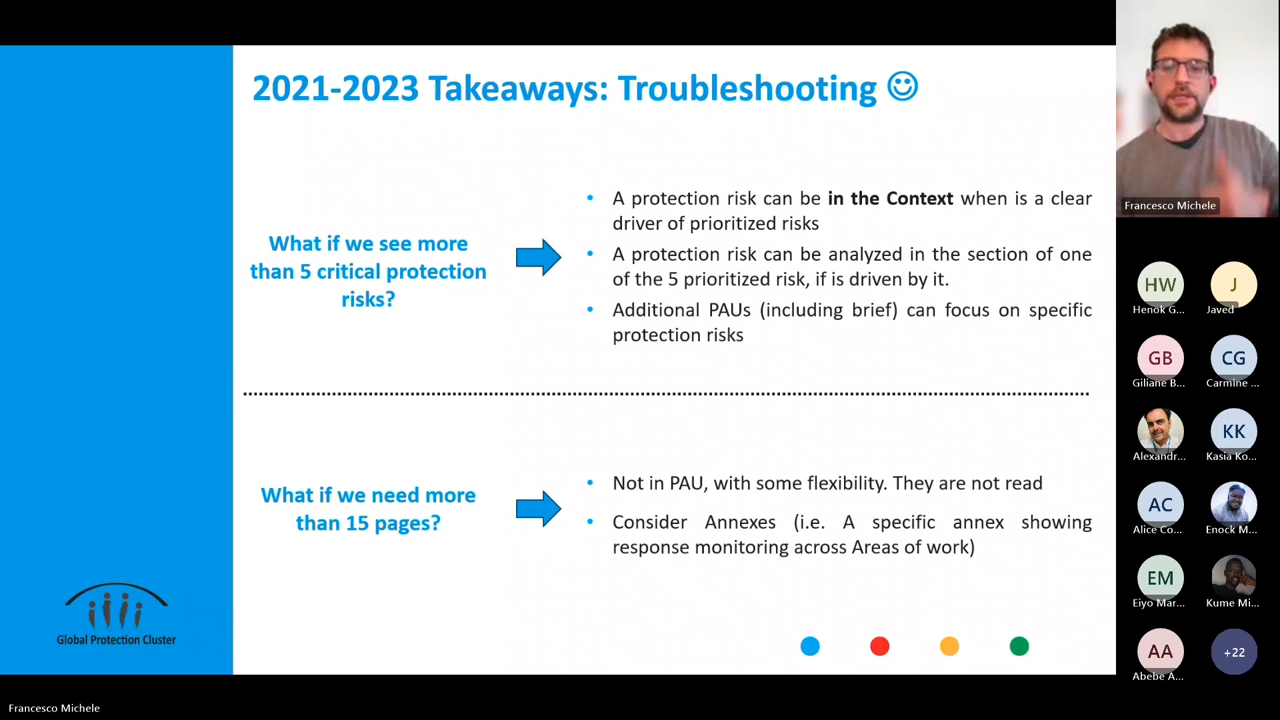 2021-2023 Takeaways: Troubleshooting
What if we see more
than 5 critical protection
risks?
• A protection risk can be in the Context when is a clear
driver of prioritized risks
• A protection risk can be analyzed in the section of one
of the 5 prioritized risk, if is driven by it.
• Additional PAUs (including brief) can focus on specific
protection risks
What if we need more
than 15 pages?
• Not in PAU, with some flexibility. They are not read
• Consider Annexes (i.e. A specific annex showing
response monitoring across Areas of work)
Global Protection Cluster
Francesco Michele
HW
Henok G...
J
Javed
GB
Giliane B...
CG
Carmine ...
Alexandr...
KK
Kasia Ko...
AC
Alice Co...
Enock M...
EM
Eiyo Mar...
Kume Mi...
AA
Abebe A...
+22
Francesco Michele